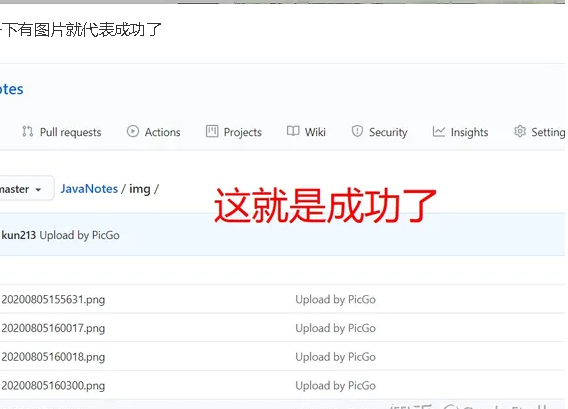 下有图片就代表成功了
otes
Pull requests Actions Projects Wiki Security Insights Setting
master JavaNotes / img /
这就是成功了
kun213 Upload by PicGo
20200805155631.png Upload by PicGo
20200805160017.png Upload by PicGo
20200805160018.png Upload by PicGo
20200805160300.png Upload by PicGo